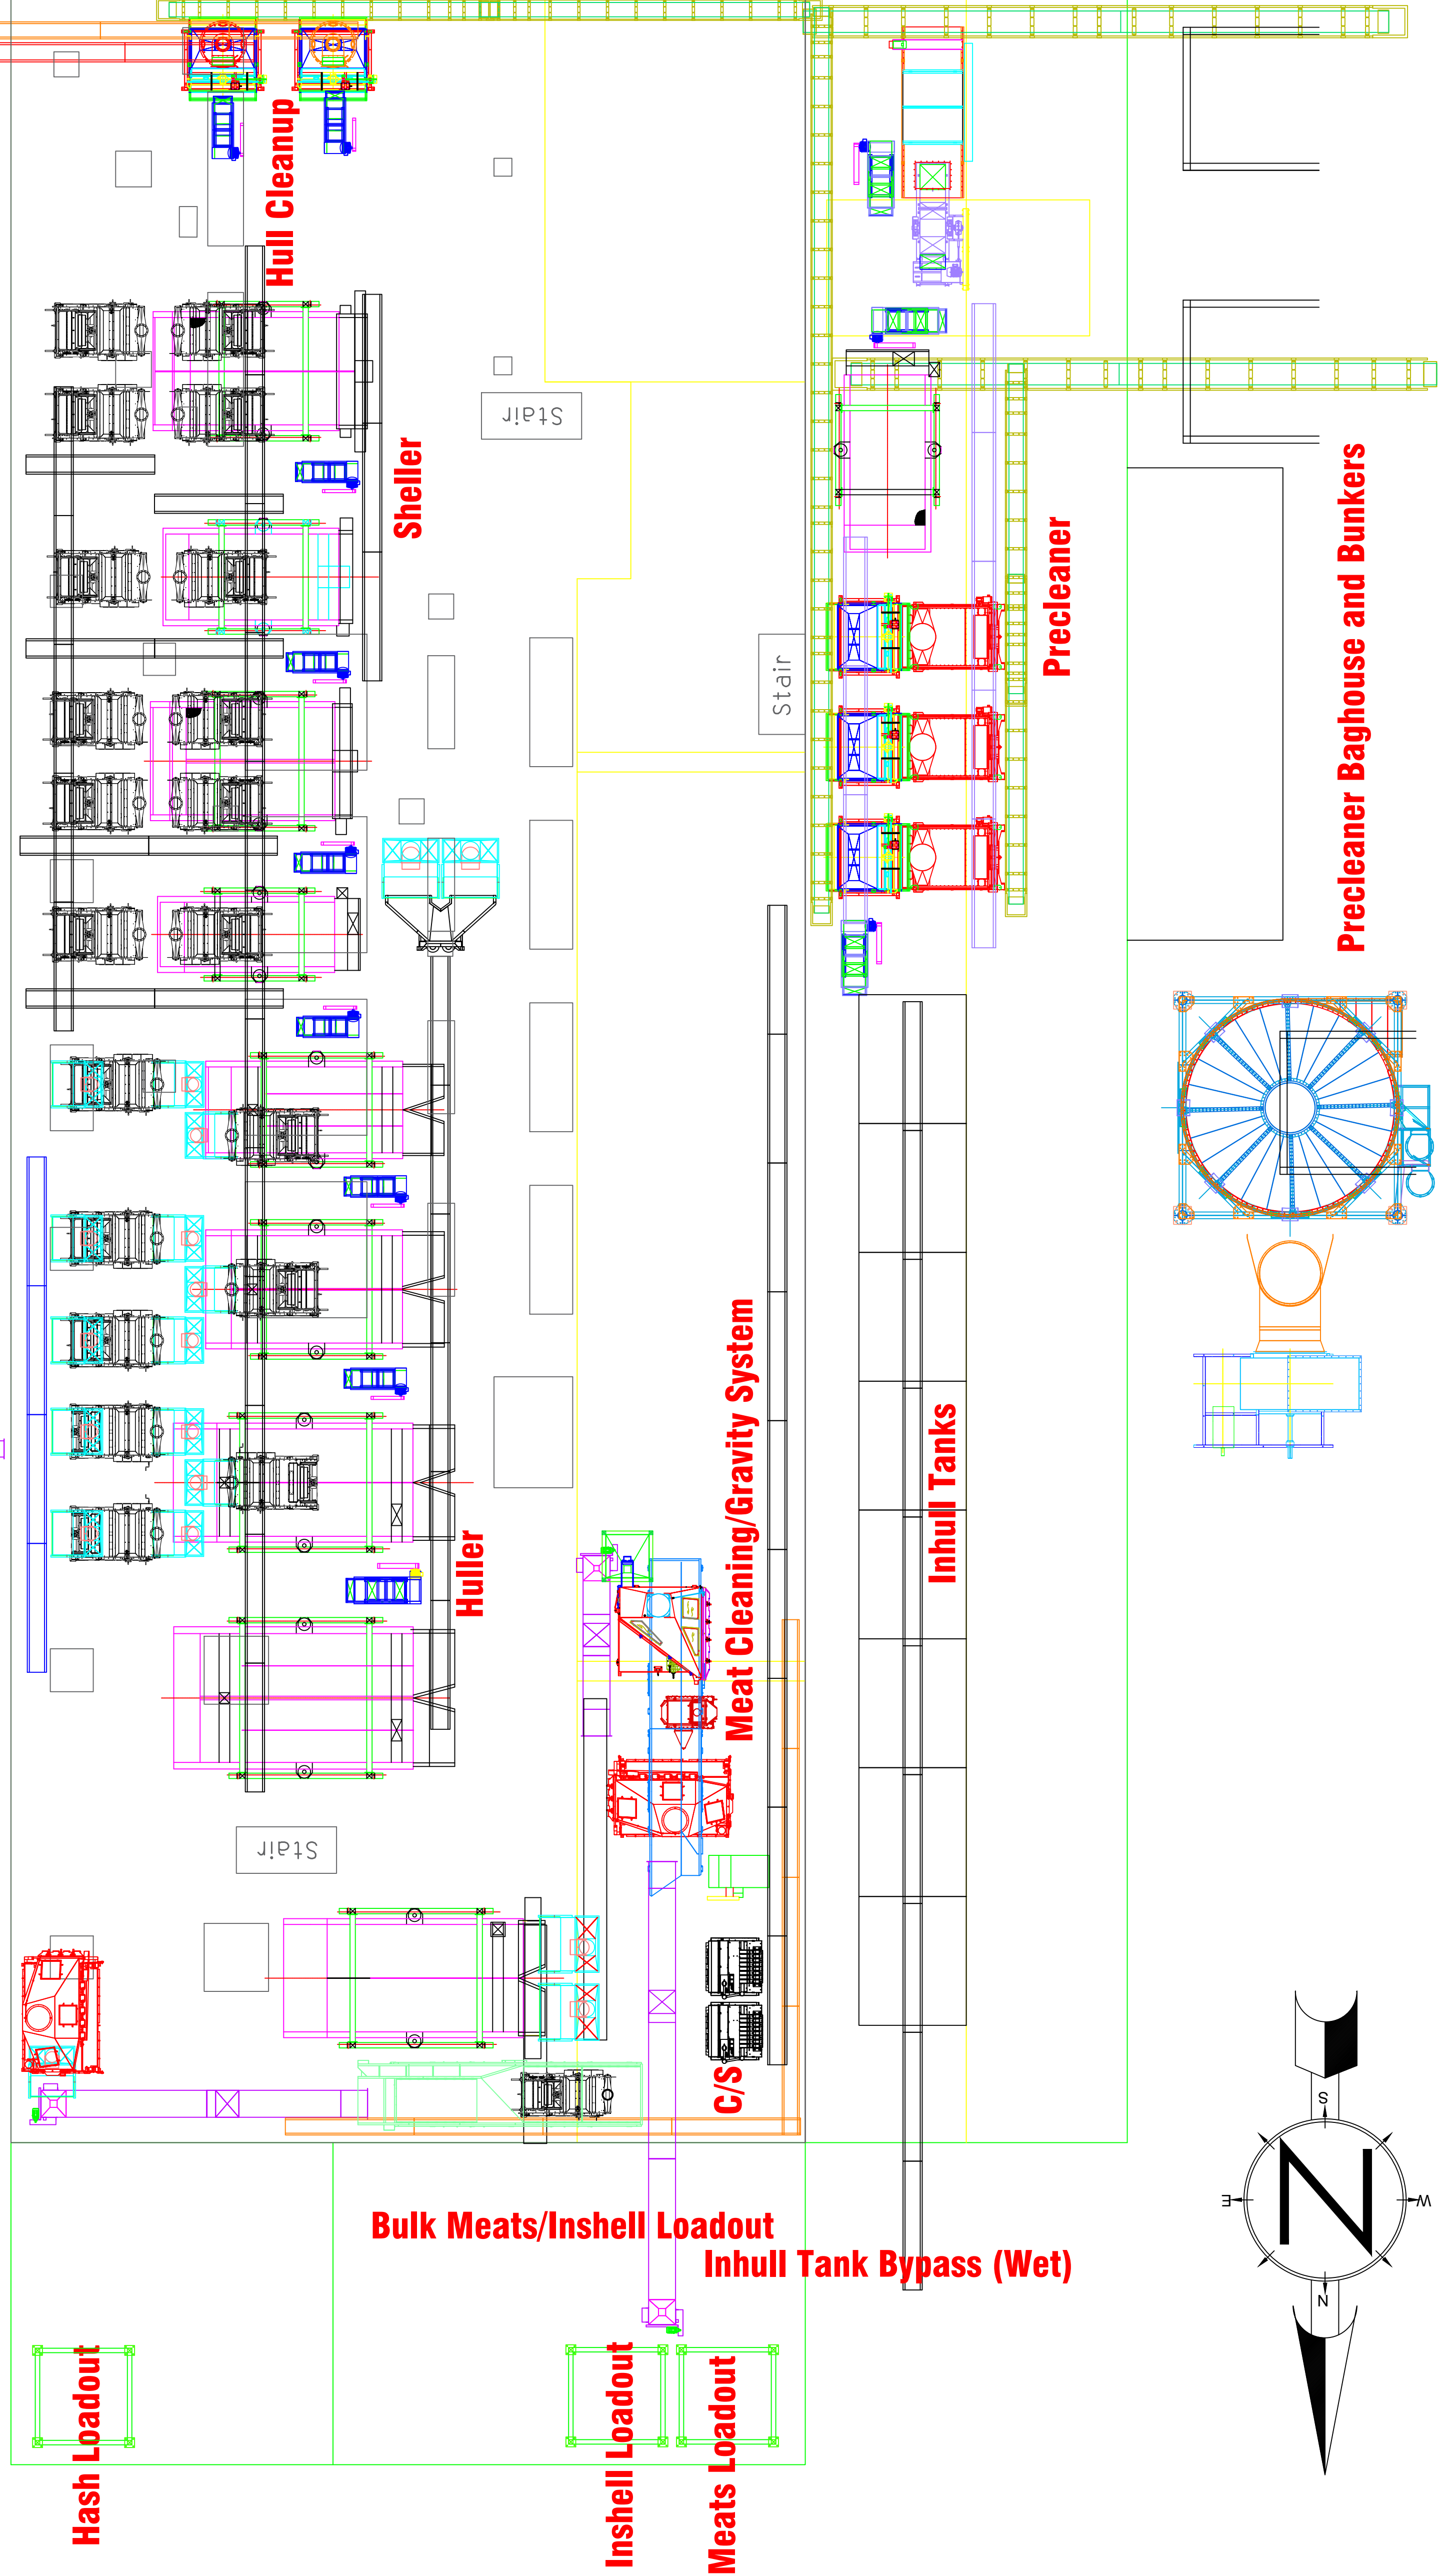 Hull Cleanup
Stair
Sheller
Precleaner
Precleaner Baghouse and Bunkers
Stair
Meat Cleaning/Gravity System
Inhull Tanks
Huller
Stair
C/S
S
E
N
W
N
Bulk Meats/Inshell Loadout
Inhull Tank Bypass (Wet)
Hash Loadout
Inshell Loadout
Meats Loadout